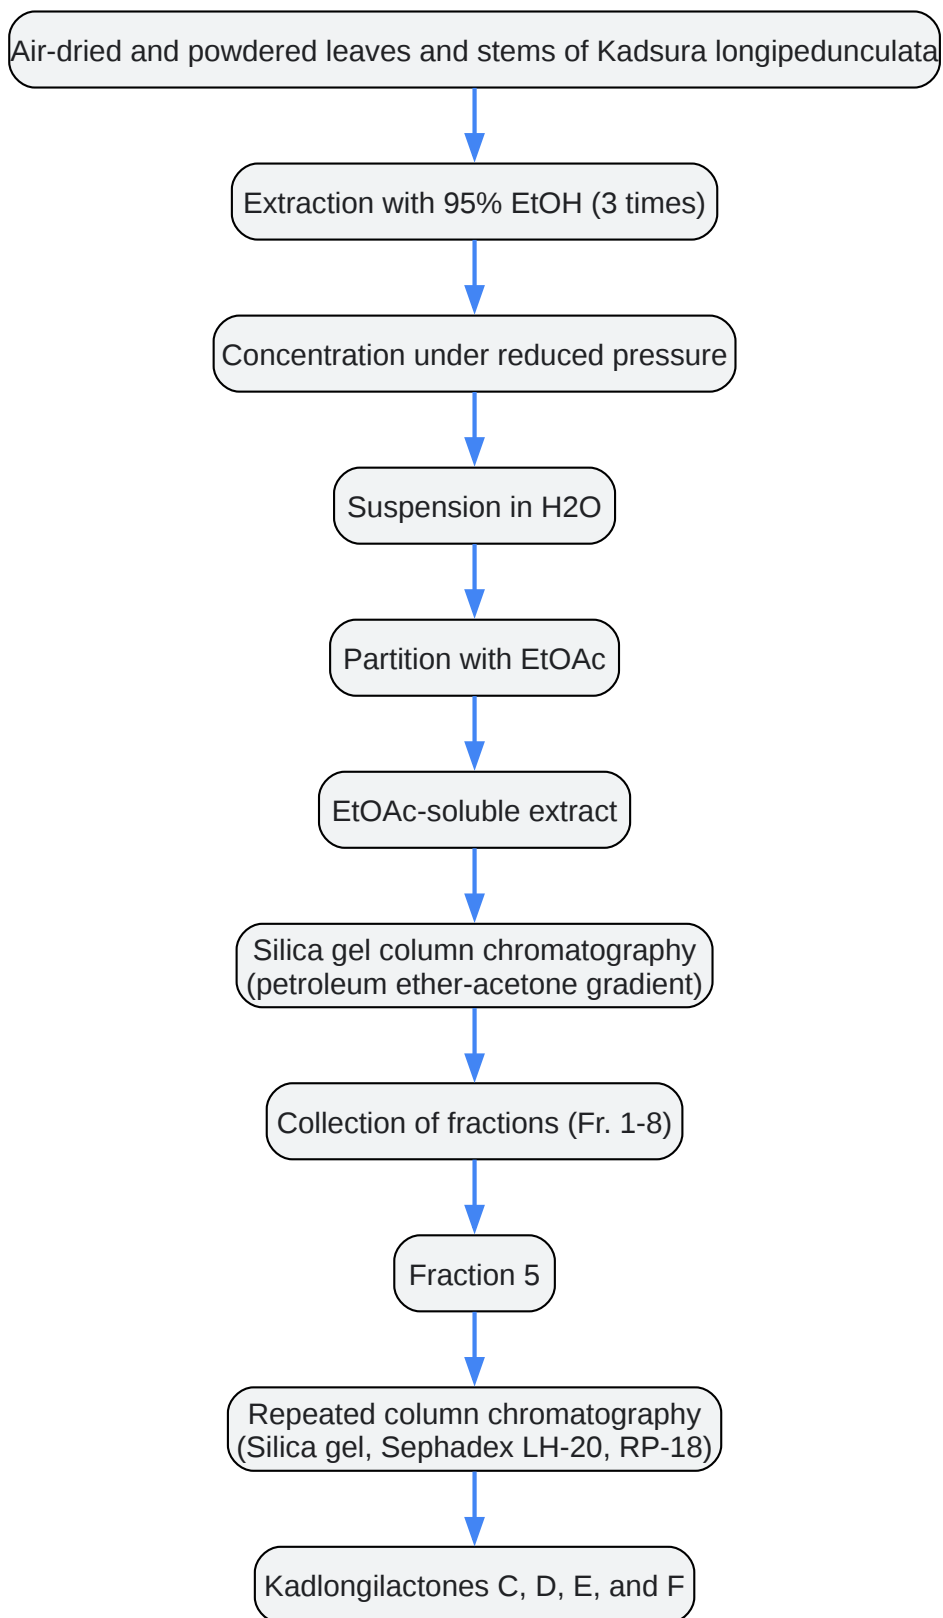 Air-dried and powdered leaves and stems of Kadsura longipedunculata
Extraction with 95% EtOH (3 times)
Concentration under reduced pressure
Suspension in H2O
Partition with EtOAc
EtOAc-soluble extract
Silica gel column chromatography
(petroleum ether-acetone gradient)
Collection of fractions (Fr. 1-8)
Fraction 5
Repeated column chromatography
(Silica gel, Sephadex LH-20, RP-18)
Kadlongilactones C, D, E, and F